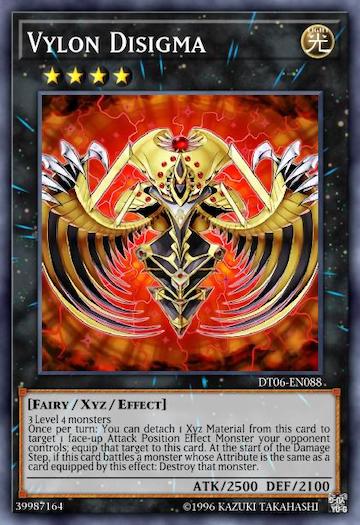 VYLON DISIGMA
LIGHT
光
DT06-EN088
[FAIRY / XYZ / EFFECT]
3 Level 4 monsters
Once per turn: You can detach 1 Xyz Material from this card to
target 1 face-up Attack Position Effect Monster your opponent
controls; equip that target to this card. At the start of the Damage
Step, if this card battles a monster whose Attribute is the same as a
card equipped by this effect: Destroy that monster.
ATK/2500 DEF/2100
39987164
©1996 KAZUKI TAKAHASHI